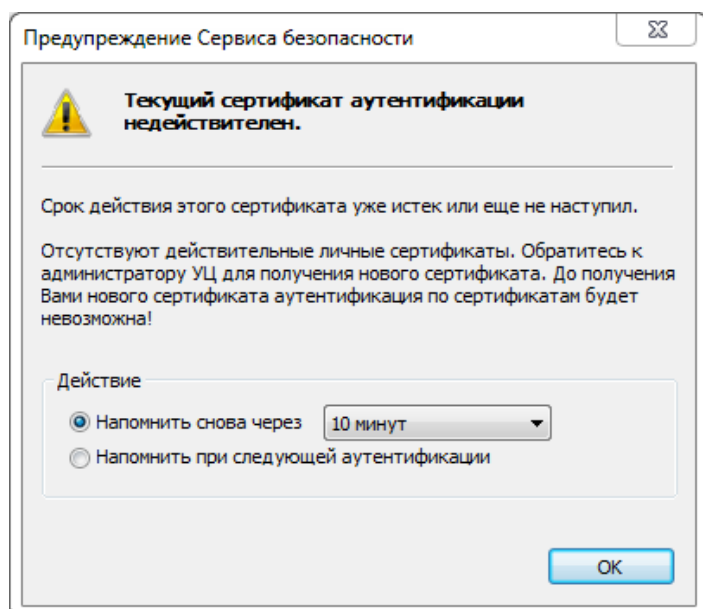 Предупреждение Сервиса безопасности
Текущий сертификат аутентификации
недействителен.
Срок действия этого сертификата уже истек или еще не наступил.
Отсутствуют действительные личные сертификаты. Обратитесь к
администратору УЦ для получения нового сертификата. До получения
Вами нового сертификата аутентификация по сертификатам будет
невозможна!
Действие
Напомнить снова через 10 минут
Напомнить при следующей аутентификации
OK